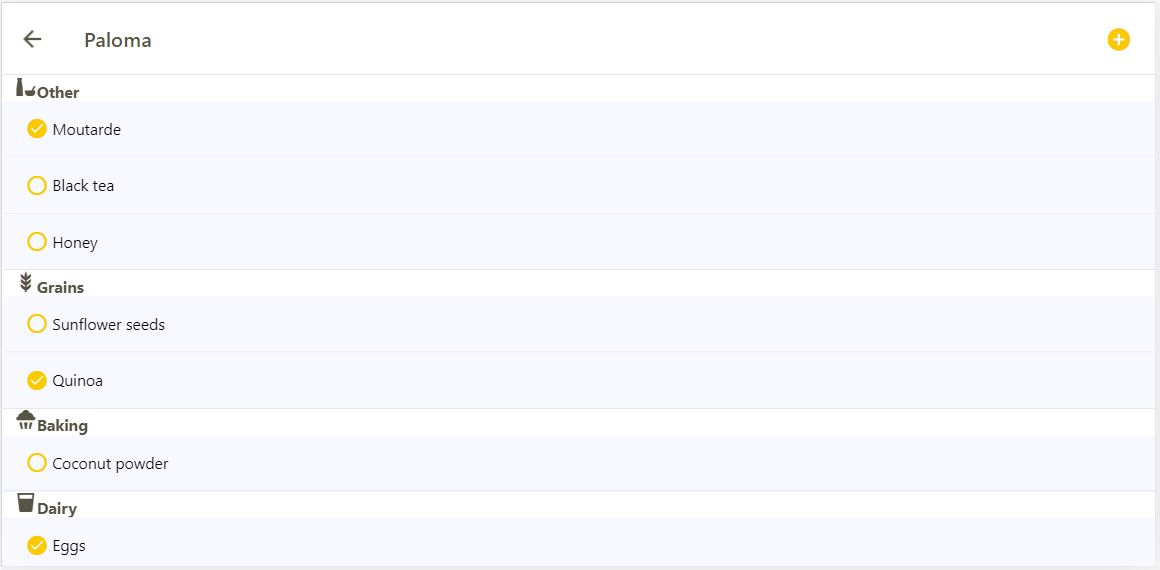 Paloma
Other
Moutarde
Black tea
Honey
Grains
Sunflower seeds
Quinoa
Baking
Coconut powder
Dairy
Eggs